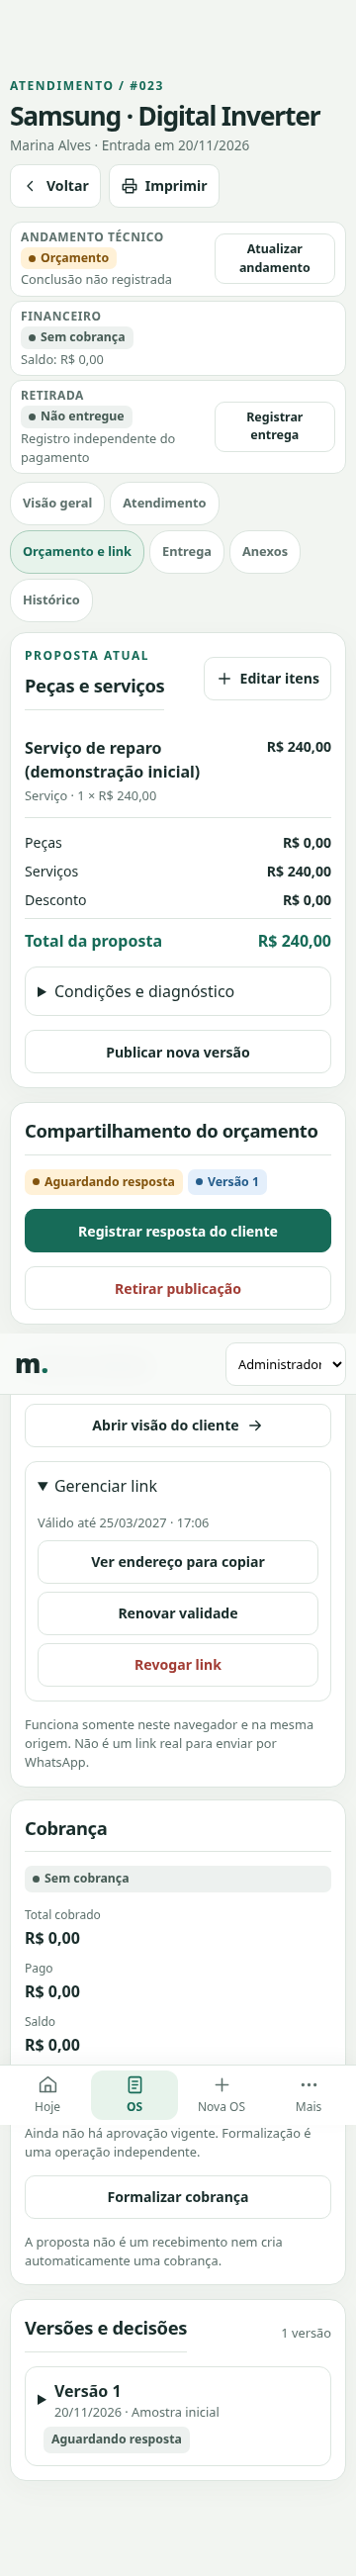 ATENDIMENTO / #023
Samsung · Digital Inverter
Marina Alves · Entrada em 20/11/2026
Voltar
Imprimir
ANDAMENTO TÉCNICO
Orçamento
Conclusão não registrada
Atualizar
andamento
FINANCEIRO
Sem cobrança
Saldo: R$ 0,00
RETIRADA
Não entregue
Registro independente do
pagamento
Registrar
entrega
Visão geral
Atendimento
Orçamento e link
Entrega
Anexos
Histórico
PROPOSTA ATUAL
Peças e serviços
Editar itens
Serviço de reparo
(demonstração inicial)
R$ 240,00
Serviço · 1 × R$ 240,00
Peças R$ 0,00
Serviços R$ 240,00
Desconto R$ 0,00
Total da proposta R$ 240,00
Condições e diagnóstico
Publicar nova versão
Compartilhamento do orçamento
Aguardando resposta
Versão 1
Registrar resposta do cliente
Retirar publicação
m.
Administrador
Abrir visão do cliente →
Gerenciar link
Válido até 25/03/2027 · 17:06
Ver endereço para copiar
Renovar validade
Revogar link
Funciona somente neste navegador e na mesma
origem. Não é um link real para enviar por
WhatsApp.
Cobrança
Sem cobrança
Total cobrado
R$ 0,00
Pago
R$ 0,00
Saldo
R$ 0,00
Hoje
OS
Nova OS
Mais
Ainda não há aprovação vigente. Formalização é
uma operação independente.
Formalizar cobrança
A proposta não é um recebimento nem cria
automaticamente uma cobrança.
Versões e decisões
1 versão
Versão 1
20/11/2026 · Amostra inicial
Aguardando resposta